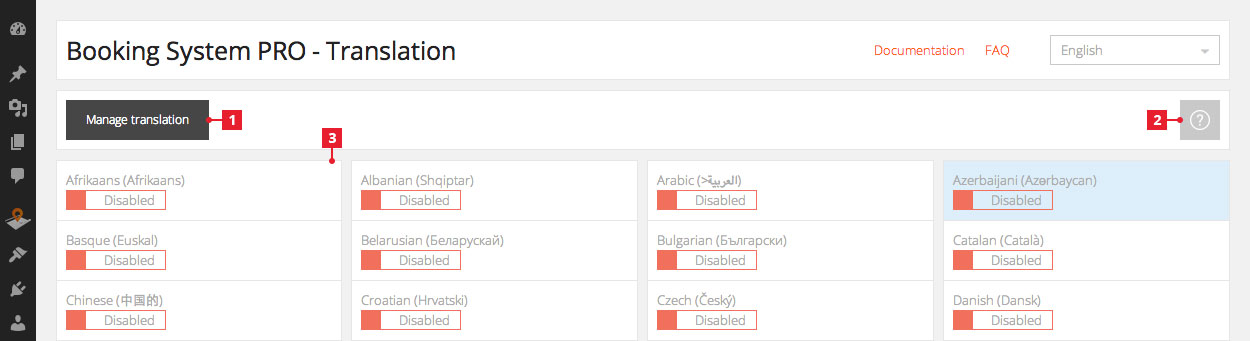 Booking System PRO - Translation
Documentation FAQ English
Manage translation 1 2 ?
3
Afrikaans (Afrikaans) Albanian (Shqiptar) Arabic (>العربية) Azerbaijani (Azərbaycan)
Disabled Disabled Disabled Disabled
Basque (Euskal) Belarusian (Беларускай) Bulgarian (Български) Catalan (Català)
Disabled Disabled Disabled Disabled
Chinese (中国的) Croatian (Hrvatski) Czech (Český) Danish (Dansk)
Disabled Disabled Disabled Disabled